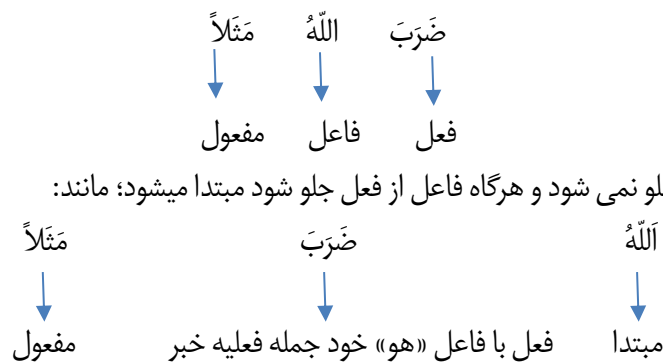 ضَرَبَ اللّهُ مَثَلاً
فعل فاعل مفعول
نمی شود و هرگاه فاعل از فعل جلو شود مبتدا میشود؛ مانند:
اَللّهُ ضَرَبَ مَثَلاً
مبتدا فعل با فاعل «هو» خود جمله فعلیه خبر مفعول